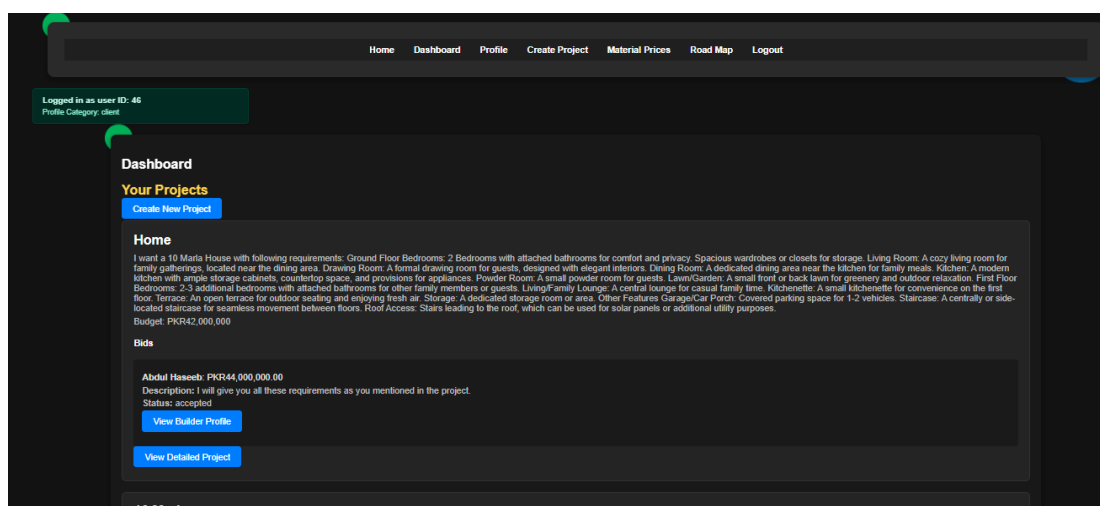 Home Dashboard Profile Create Project Material Prices Road Map Logout
Logged in as user ID: 46
Profile Category: client
Dashboard
Your Projects
Create New Project
Home
I want a 10 Marla House with following requirements: Ground Floor Bedrooms: 2 Bedrooms with attached bathrooms for comfort and privacy. Spacious wardrobes or closets for storage. Living Room: A cozy living room for
family gatherings, located near the dining area. Drawing Room: A formal drawing room for guests, designed with elegant interiors. Dining Room: A dedicated dining area near the kitchen for family meals. Kitchen: A modern
kitchen with ample storage cabinets, countertop space, and provisions for appliances. Powder Room: A small powder room for guests. Lawn/Garden: A small front or back lawn for greenery and outdoor relaxation. First Floor
Bedrooms: 2-3 additional bedrooms with attached bathrooms for other family members or guests. Living/Family Lounge: A central lounge for casual family time. Kitchenette: A small kitchenette for convenience on the first
floor. Terrace: An open terrace for outdoor seating and enjoying fresh air. Storage: A dedicated storage room or area. Other Features Garage/Car Porch: Covered parking space for 1-2 vehicles. Staircase: A centrally or side-
located staircase for seamless movement between floors. Roof Access: Stairs leading to the roof, which can be used for solar panels or additional utility purposes.
Budget: PKR42,000,000
Bids
Abdul Haseeb: PKR44,000,000.00
Description: I will give you all these requirements as you mentioned in the project.
Status: accepted
View Builder Profile
View Detailed Project